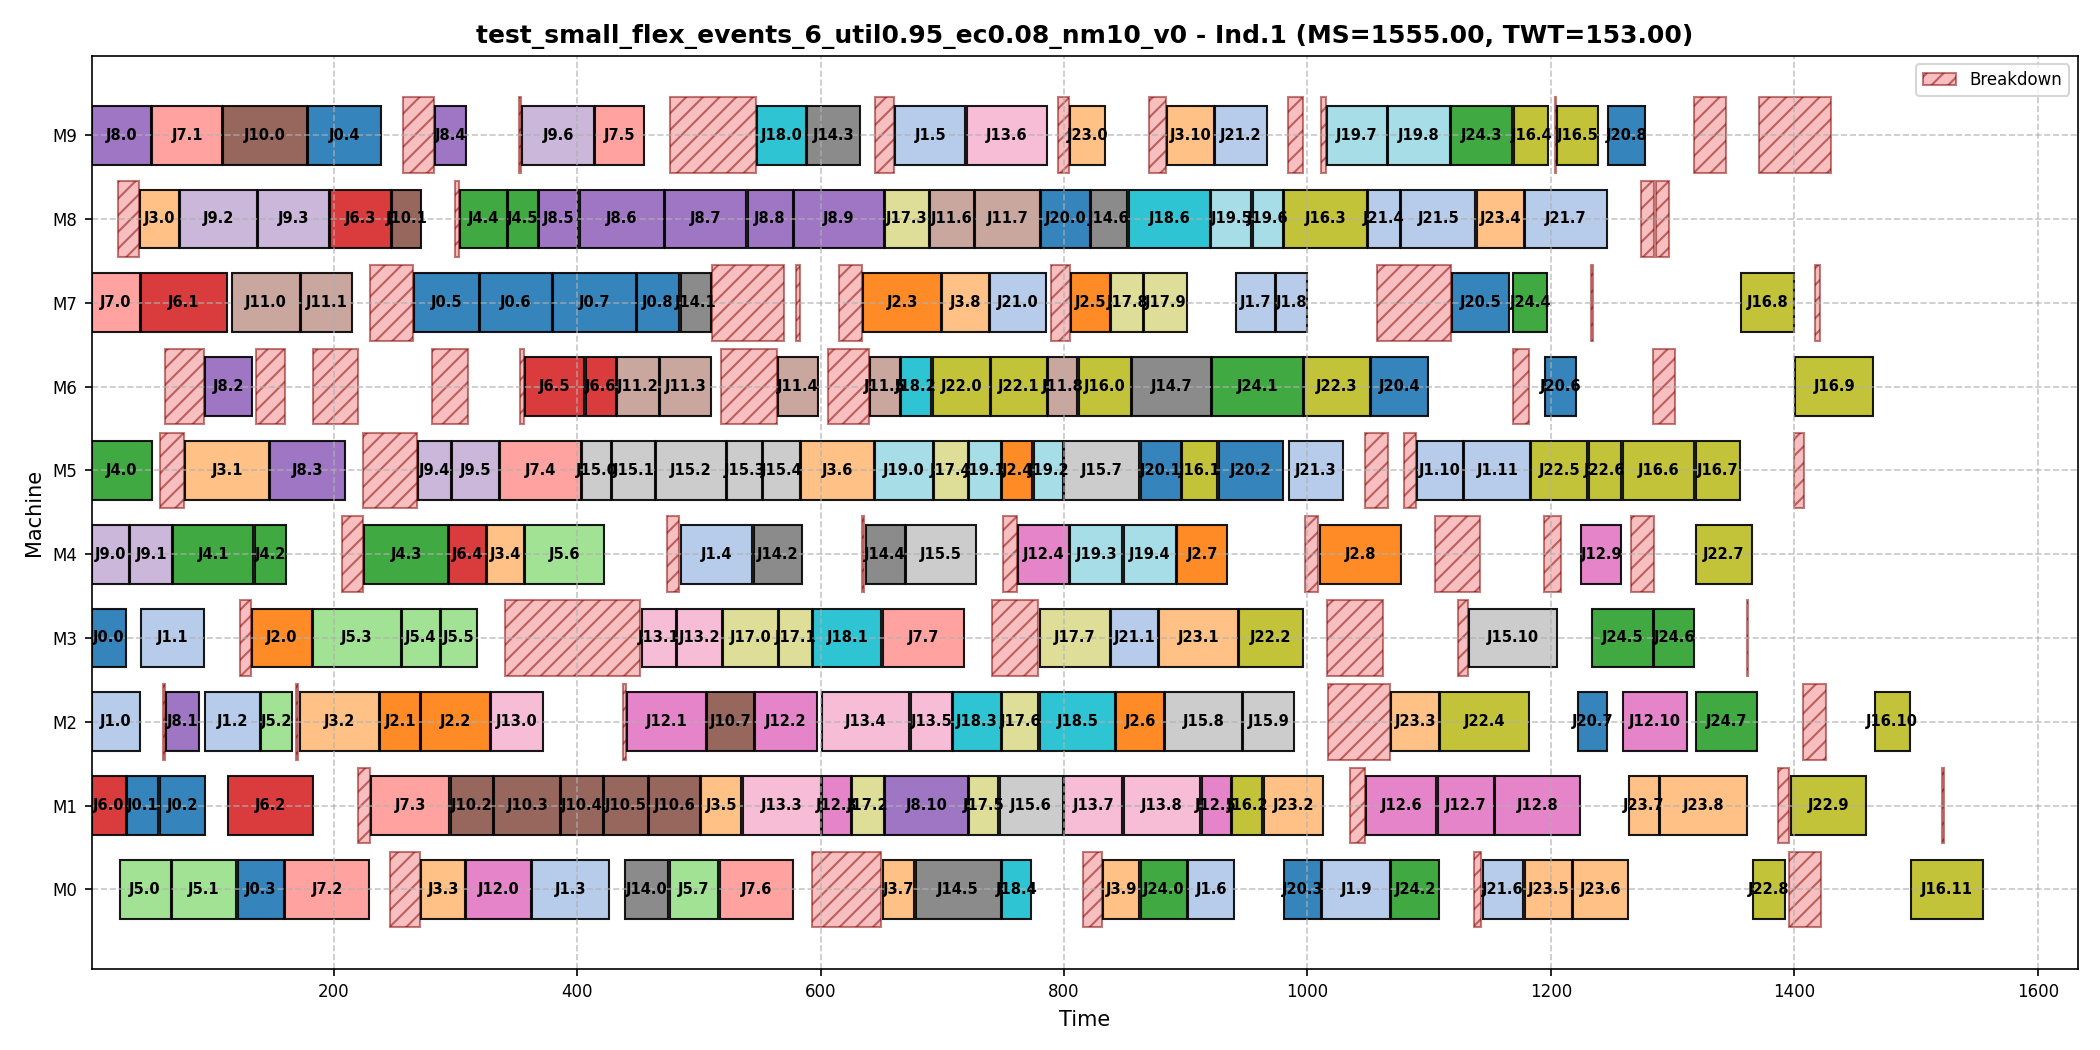 test_small_flex_events_6_util0.95_ec0.08_nm10_v0 - Ind.1 (MS=1555.00, TWT=153.00)
Breakdown
M9 J8.0 J7.1 J10.0 J0.4 J8.4 J9.6 J7.5 J18.0 J14.3 J1.5 J13.6 J23.0 J3.10 J21.2 J19.7 J19.8 J24.3 J16.4 J16.5 J20.8
M8 J3.0 J9.2 J9.3 J6.3 J10.1 J4.4 J4.5 J8.5 J8.6 J8.7 J8.8 J8.9 J17.3 J11.6 J11.7 J20.0 J14.6 J18.6 J19.5 J19.6 J16.3 J21.4 J21.5 J23.4 J21.7
M7 J7.0 J6.1 J11.0 J11.1 J0.5 J0.6 J0.7 J0.8 J14.1 J2.3 J3.8 J21.0 J2.5 J17.8 J17.9 J1.7 J1.8 J20.5 J24.4 J16.8
M6 J8.2 J6.5 J6.6 J11.2 J11.3 J11.4 J11.5 J18.2 J22.0 J22.1 J11.8 J16.0 J14.7 J24.1 J22.3 J20.4 J20.6 J16.9
M5 J4.0 J3.1 J8.3 J9.4 J9.5 J7.4 J15.0 J15.1 J15.2 J15.3 J15.4 J3.6 J19.0 J17.4 J19.1 J2.4 J19.2 J15.7 J20.1 J16.1 J20.2 J21.3 J1.10 J1.11 J22.5 J22.6 J16.6 J16.7
M4 J9.0 J9.1 J4.1 J4.2 J4.3 J6.4 J3.4 J5.6 J1.4 J14.2 J14.4 J15.5 J12.4 J19.3 J19.4 J2.7 J2.8 J12.9 J22.7
M3 J0.0 J1.1 J2.0 J5.3 J5.4 J5.5 J13.1 J13.2 J17.0 J17.1 J18.1 J7.7 J17.7 J21.1 J23.1 J22.2 J15.10 J24.5 J24.6
M2 J1.0 J8.1 J1.2 J5.2 J3.2 J2.1 J2.2 J13.0 J12.1 J10.7 J12.2 J13.4 J13.5 J18.3 J17.6 J18.5 J2.6 J15.8 J15.9 J23.3 J22.4 J20.7 J12.10 J24.7 J16.10
M1 J6.0 J0.1 J0.2 J6.2 J7.3 J10.2 J10.3 J10.4 J10.5 J10.6 J3.5 J13.3 J12.3 J17.2 J8.10 J17.5 J15.6 J13.7 J13.8 J12.5 J16.2 J23.2 J12.6 J12.7 J12.8 J23.7 J23.8 J22.9
M0 J5.0 J5.1 J0.3 J7.2 J3.3 J12.0 J1.3 J14.0 J5.7 J7.6 J3.7 J14.5 J18.4 J3.9 J24.0 J1.6 J20.3 J1.9 J24.2 J21.6 J23.5 J23.6 J22.8 J16.11
Machine
200 400 600 800 1000 1200 1400 1600
Time